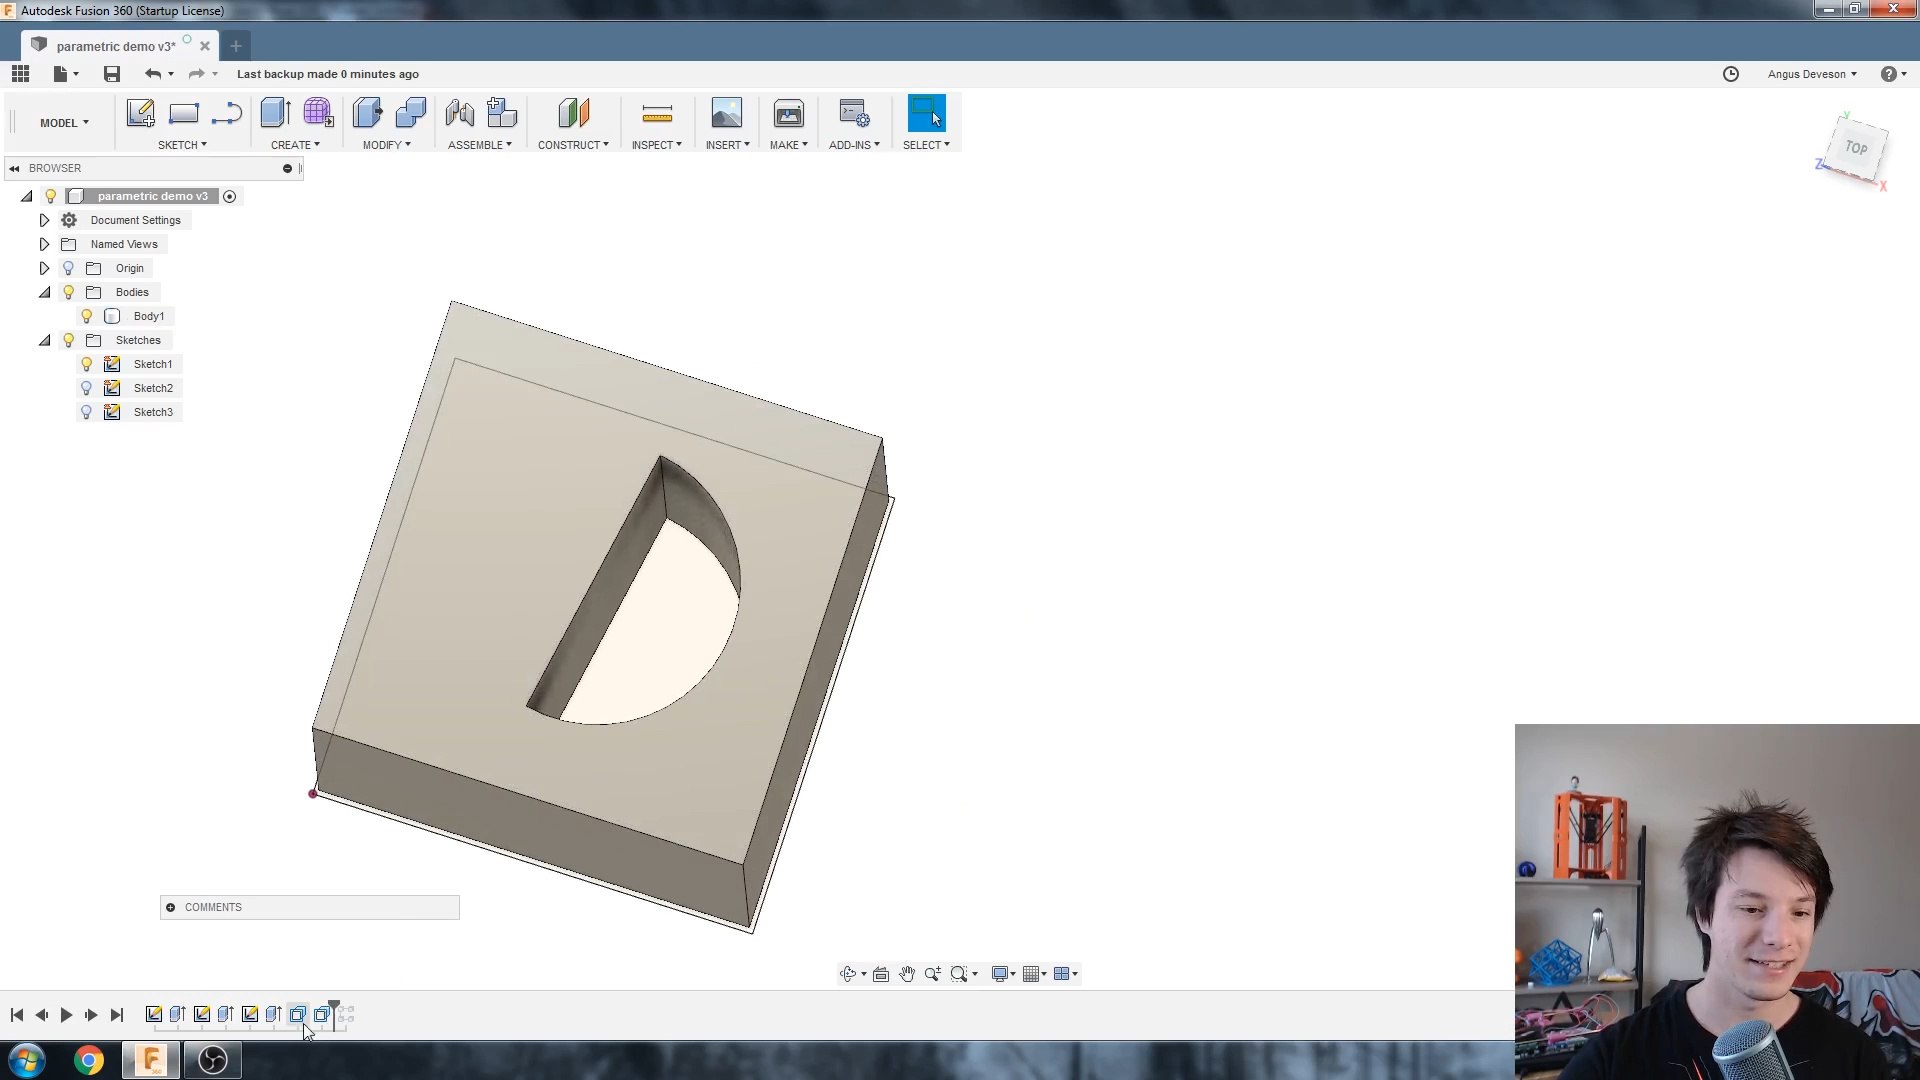 Autodesk Fusion 360 (Startup License)
parametric demo v3*
Last backup made 0 minutes ago
Angus Deveson
MODEL
SKETCH
CREATE
MODIFY
ASSEMBLE
CONSTRUCT
INSPECT
INSERT
MAKE
ADD-INS
SELECT
BROWSER
parametric demo v3
Document Settings
Named Views
Origin
Bodies
Body1
Sketches
Sketch1
Sketch2
Sketch3
Y
TOP
Z
X
COMMENTS